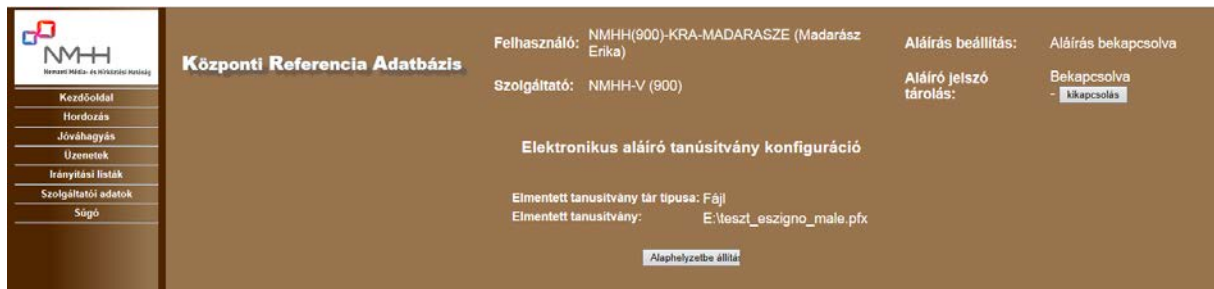 NMHH
Nemzeti Média- és Hírközlési Hatóság
Kezdőoldal
Hordozás
Jóváhagyás
Üzenetek
Irányítási listák
Szolgáltatói adatok
Súgó
Központi Referencia Adatbázis
Felhasználó: NMHH(900)-KRA-MADARASZE (Madarász
Erika)
Szolgáltató: NMHH-V (900)
Aláírás beállítás: Aláírás bekapcsolva
Aláíró jelszó
tárolás:
Bekapcsolva
- kikapcsolás
Elektronikus aláíró tanúsítvány konfiguráció
Elmentett tanusítvány tár típusa: Fájl
Elmentett tanusítvány: E:\teszt_eszigno_male.pfx
Alaphelyzetbe állítás